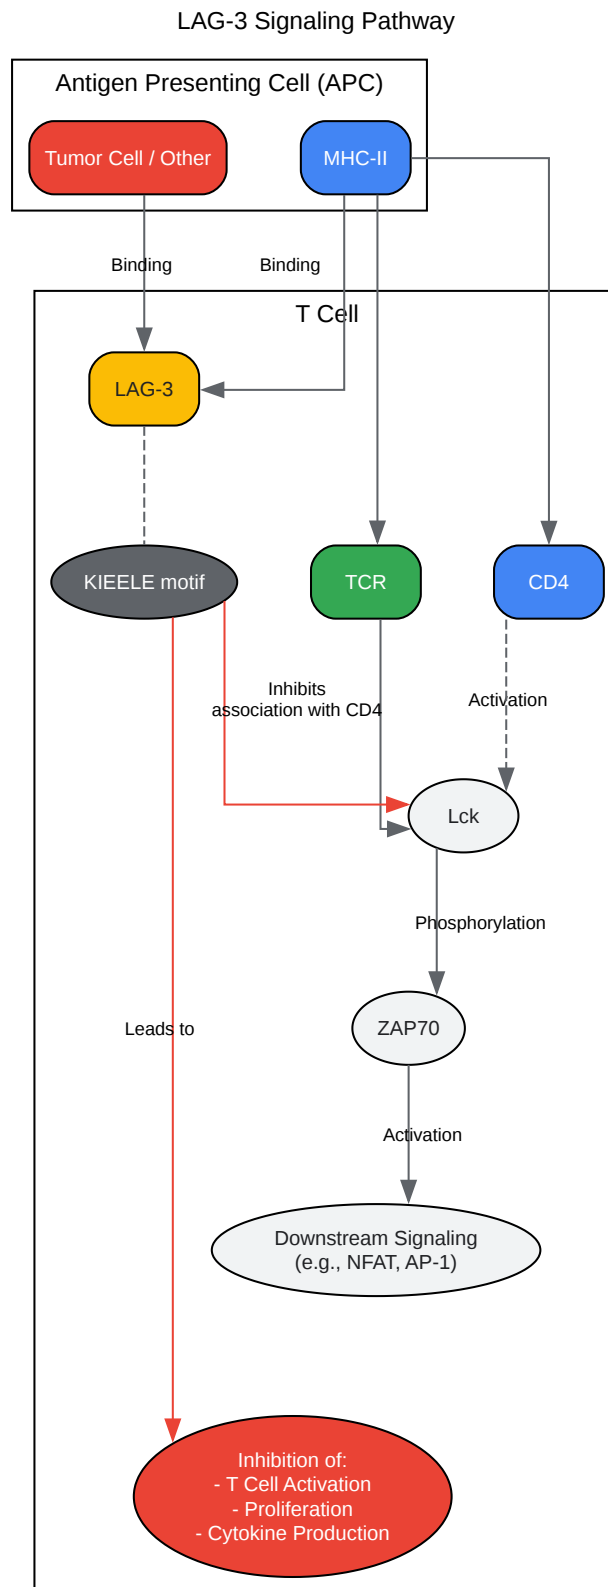 LAG-3 Signaling Pathway
Antigen Presenting Cell (APC)
Tumor Cell / Other
MHC-II
Binding
Binding
T Cell
LAG-3
KIEELE motif
TCR
CD4
Inhibits
association with CD4
Activation
Lck
Phosphorylation
Leads to
ZAP70
Activation
Downstream Signaling
(e.g., NFAT, AP-1)
Inhibition of:
- T Cell Activation
- Proliferation
- Cytokine Production